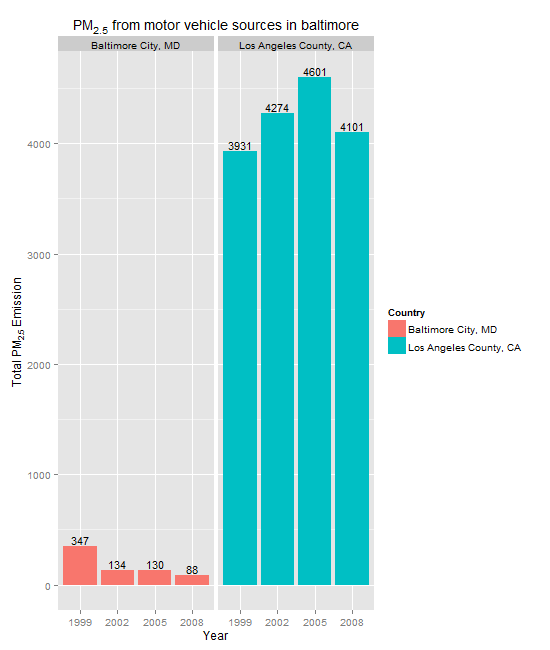 PM2.5 from motor vehicle sources in baltimore
Baltimore City, MD
Los Angeles County, CA
4601
4274
4101
3931
347
134
130
88
4000
3000
2000
1000
0
Total PM2.5 Emission
1999 2002 2005 2008
1999 2002 2005 2008
Year
Country
Baltimore City, MD
Los Angeles County, CA